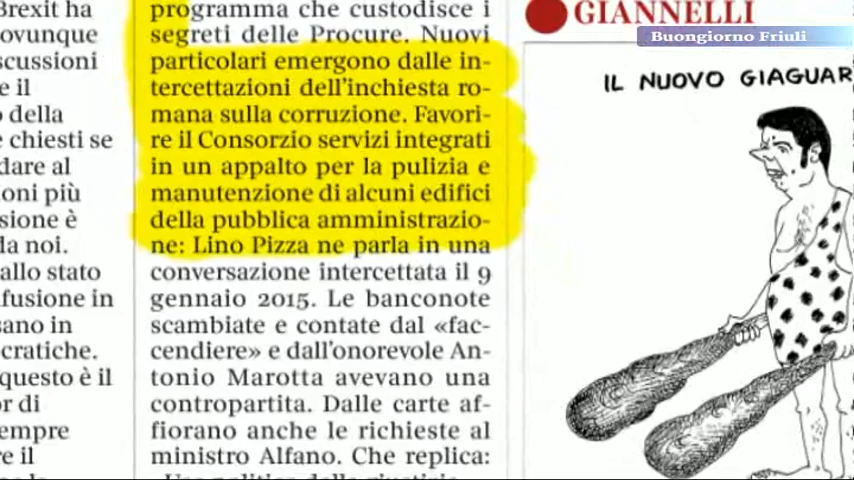 Brexit ha
ovunque
scussioni
e il
della
chiesti se
dare al
oni più
sione è
da noi.
allo stato
fusione in
sano in
cratiche.
questo è il
or di
empre
re il
programma che custodisce i
segreti delle Procure. Nuovi
particolari emergono dalle in-
tercettazioni dell'inchiesta ro-
mana sulla corruzione. Favori-
re il Consorzio servizi integrati
in un appalto per la pulizia e
manutenzione di alcuni edifici
della pubblica amministrazio-
ne: Lino Pizza ne parla in una
conversazione intercettata il 9
gennaio 2015. Le banconote
scambiate e contate dal «fac-
cendiere» e dall'onorevole An-
tonio Marotta avevano una
contropartita. Dalle carte af-
fiorano anche le richieste al
ministro Alfano. Che replica:
GIANNELLI
Buongiorno Friuli
IL NUOVO GIAGUAR